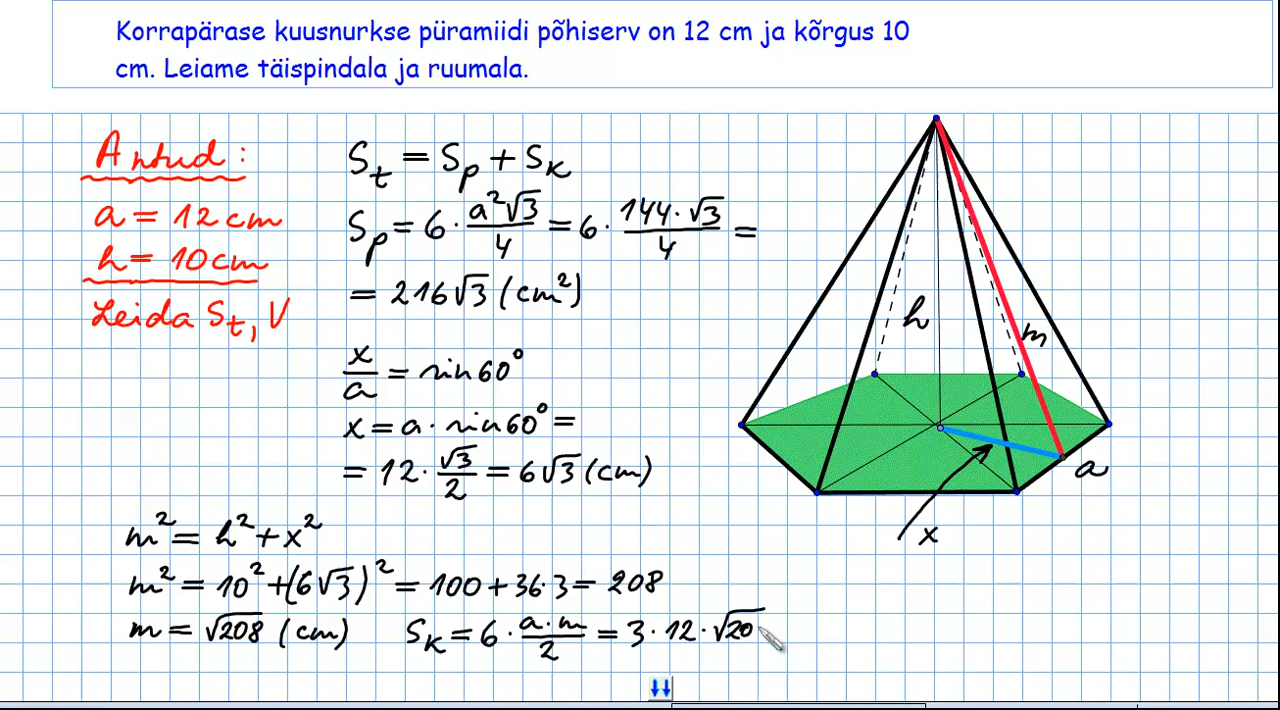 Korrapärase kuusnurkse püramiidi põhiserv on 12 cm ja kõrgus 10
cm. Leiame täispindala ja ruumala.
Antud:
a = 12 cm
h = 10 cm
Leida S_t, V
S_t = S_p + S_k
S_p = 6 · a²√3/4 = 6 · 144·√3/4 =
= 216√3 (cm²)
x/a = sin 60°
x = a · sin 60° =
= 12 · √3/2 = 6√3 (cm)
m² = h² + x²
m² = 10² + (6√3)² = 100 + 36·3 = 208
m = √208 (cm) S_k = 6 · a·m/2 = 3 · 12 · √20
h
m
a
x